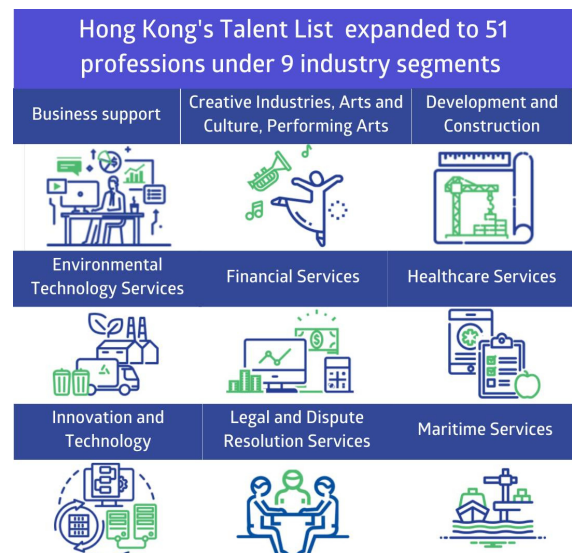 Hong Kong's Talent List expanded to 51
professions under 9 industry segments
Business support
Creative Industries, Arts and
Culture, Performing Arts
Development and
Construction
Environmental
Technology Services
Financial Services
Healthcare Services
Innovation and
Technology
Legal and Dispute
Resolution Services
Maritime Services